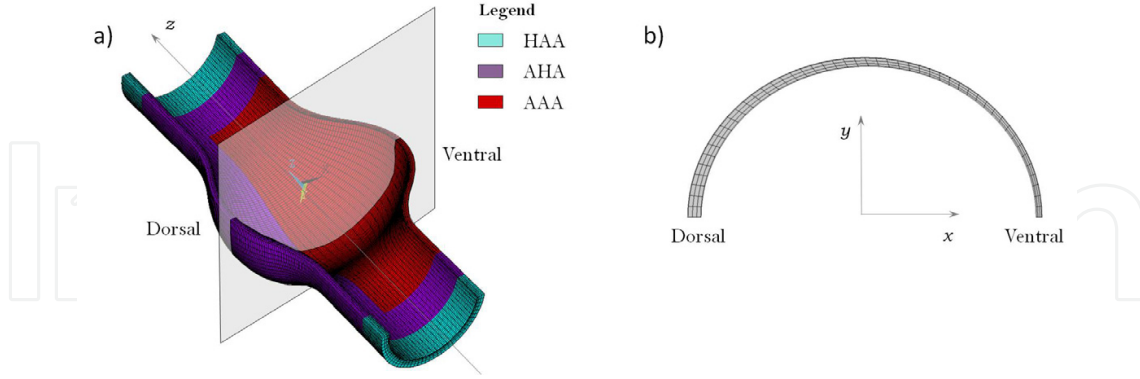 a)
z
Legend
HAA
AHA
AAA
Ventral
Dorsal
b)
y
x
Dorsal
Ventral